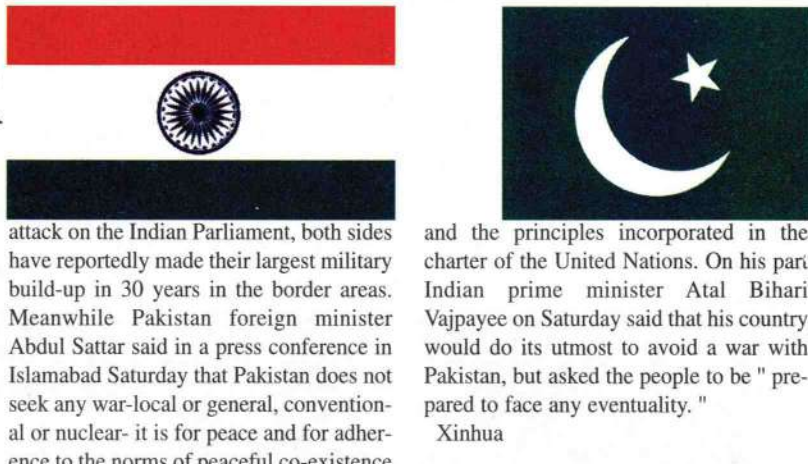 attack on the Indian Parliament, both sides
have reportedly made their largest military
build-up in 30 years in the border areas.
Meanwhile Pakistan foreign minister
Abdul Sattar said in a press conference in
Islamabad Saturday that Pakistan does not
seek any war-local or general, convention-
al or nuclear- it is for peace and for adher-
ence to the norms of peaceful co-existence
and the principles incorporated in the
charter of the United Nations. On his part
Indian prime minister Atal Bihari
Vajpayee on Saturday said that his country
would do its utmost to avoid a war with
Pakistan, but asked the people to be " pre-
pared to face any eventuality. "
Xinhua